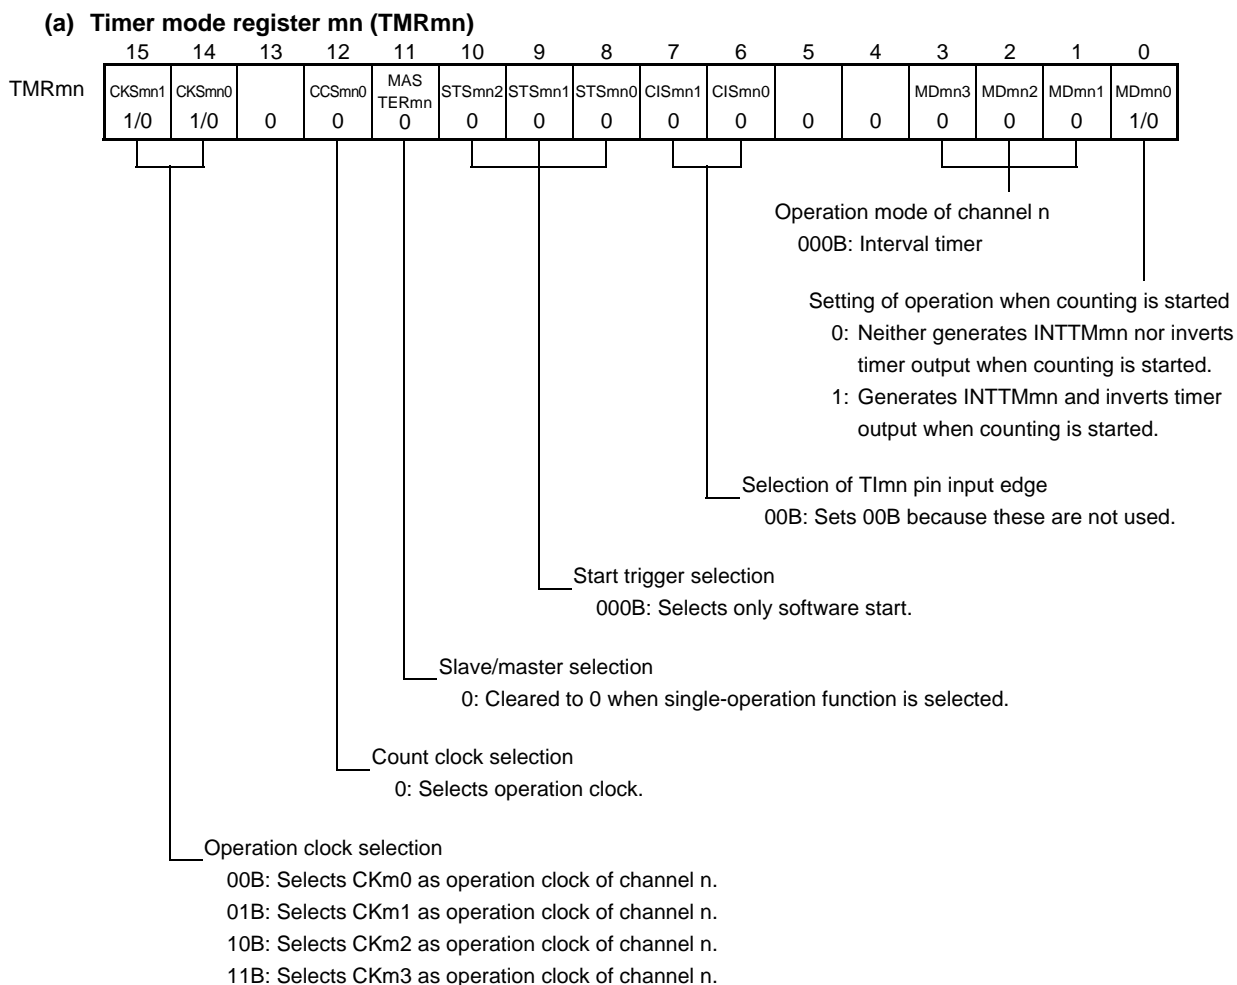 (a) Timer mode register mn (TMRmn)
15 14 13 12 11 10 9 8 7 6 5 4 3 2 1 0
TMRmn CKSmn1 CKSmn0 CCSmn0 MAS TERmn STSmn2 STSmn1 STSmn0 CISmn1 CISmn0 MDmn3 MDmn2 MDmn1 MDmn0
1/0 1/0 0 0 0 0 0 0 0 0 0 0 0 0 0 1/0
Operation mode of channel n
000B: Interval timer
Setting of operation when counting is started
0: Neither generates INTTMmn nor inverts
timer output when counting is started.
1: Generates INTTMmn and inverts timer
output when counting is started.
Selection of TImn pin input edge
00B: Sets 00B because these are not used.
Start trigger selection
000B: Selects only software start.
Slave/master selection
0: Cleared to 0 when single-operation function is selected.
Count clock selection
0: Selects operation clock.
Operation clock selection
00B: Selects CKm0 as operation clock of channel n.
01B: Selects CKm1 as operation clock of channel n.
10B: Selects CKm2 as operation clock of channel n.
11B: Selects CKm3 as operation clock of channel n.